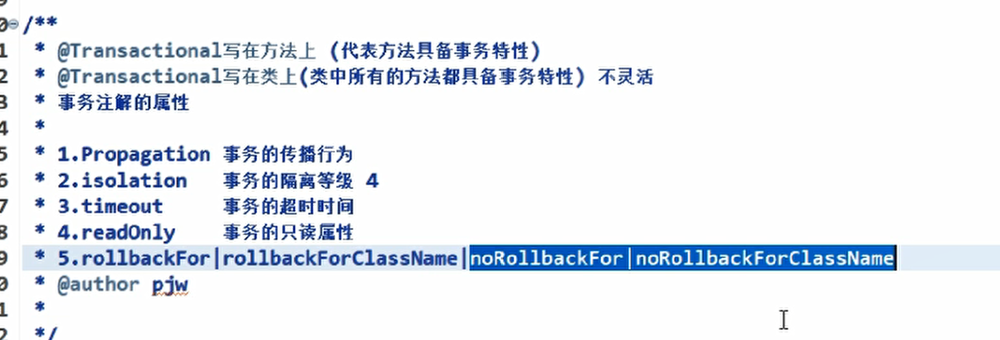 /**
* @Transactional写在方法上 (代表方法具备事务特性)
* @Transactional写在类上(类中所有的方法都具备事务特性) 不灵活
* 事务注解的属性
*
* 1.Propagation 事务的传播行为
* 2.isolation 事务的隔离等级 4
* 3.timeout 事务的超时时间
* 4.readOnly 事务的只读属性
* 5.rollbackFor|rollbackForClassName|noRollbackFor|noRollbackForClassName
* @author pjw
*
*/